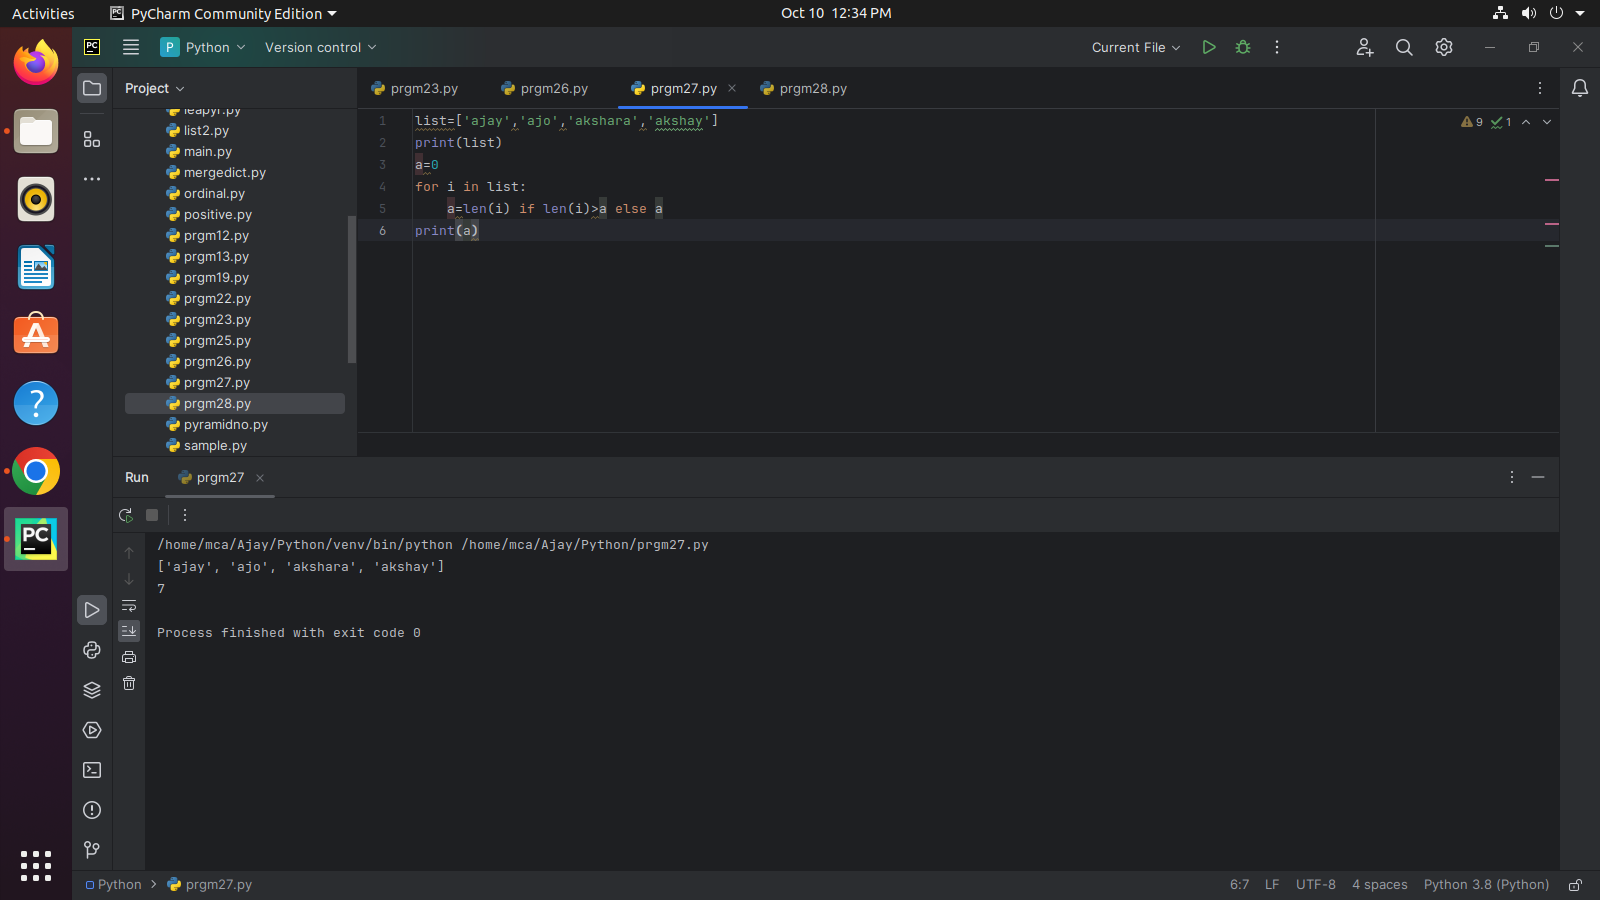 Activities
PyCharm Community Edition
Oct 10 12:34 PM
PC
P Python
Version control
Current File
Project
leapyr.py
list2.py
main.py
mergedict.py
ordinal.py
positive.py
prgm12.py
prgm13.py
prgm19.py
prgm22.py
prgm23.py
prgm25.py
prgm26.py
prgm27.py
prgm28.py
pyramidno.py
sample.py
prgm23.py
prgm26.py
prgm27.py
prgm28.py
9
1
1 list=['ajay','ajo','akshara','akshay']
2 print(list)
3 a=0
4 for i in list:
5     a=len(i) if len(i)>a else a
6 print(a)
Run
prgm27
/home/mca/Ajay/Python/venv/bin/python /home/mca/Ajay/Python/prgm27.py
['ajay', 'ajo', 'akshara', 'akshay']
7
Process finished with exit code 0
PC
Python
prgm27.py
6:7
LF
UTF-8
4 spaces
Python 3.8 (Python)